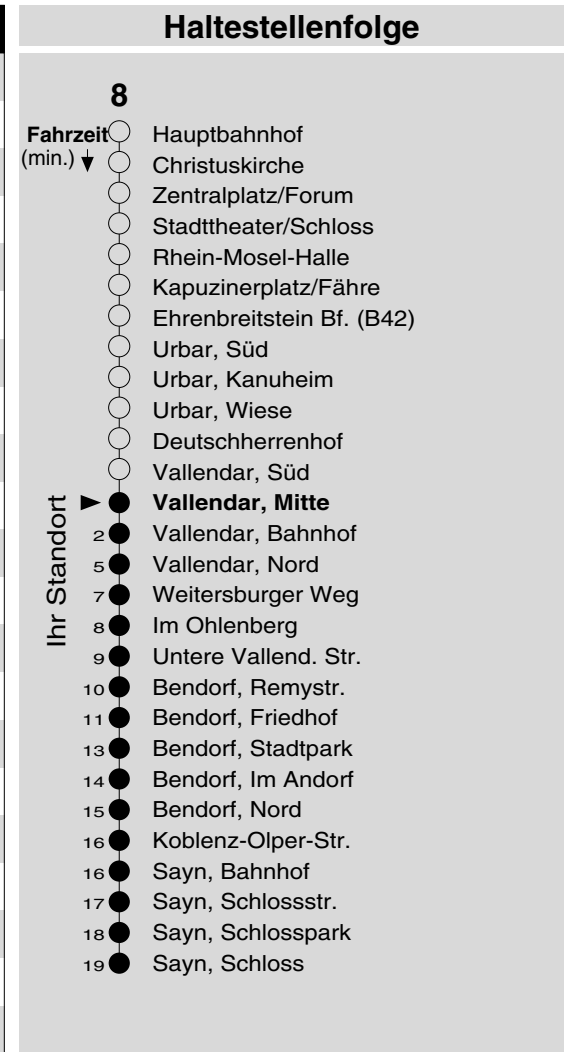 Haltestellenfolge
8
Fahrzeit Hauptbahnhof
(min.) Christuskirche
Zentralplatz/Forum
Stadttheater/Schloss
Rhein-Mosel-Halle
Kapuzinerplatz/Fähre
Ehrenbreitstein Bf. (B42)
Urbar, Süd
Urbar, Kanuheim
Urbar, Wiese
Deutschherrenhof
Vallendar, Süd
Ihr Standort
Vallendar, Mitte
2 Vallendar, Bahnhof
5 Vallendar, Nord
7 Weitersburger Weg
8 Im Ohlenberg
9 Untere Vallend. Str.
10 Bendorf, Remystr.
11 Bendorf, Friedhof
13 Bendorf, Stadtpark
14 Bendorf, Im Andorf
15 Bendorf, Nord
16 Koblenz-Olper-Str.
16 Sayn, Bahnhof
17 Sayn, Schlossstr.
18 Sayn, Schlosspark
19 Sayn, Schloss